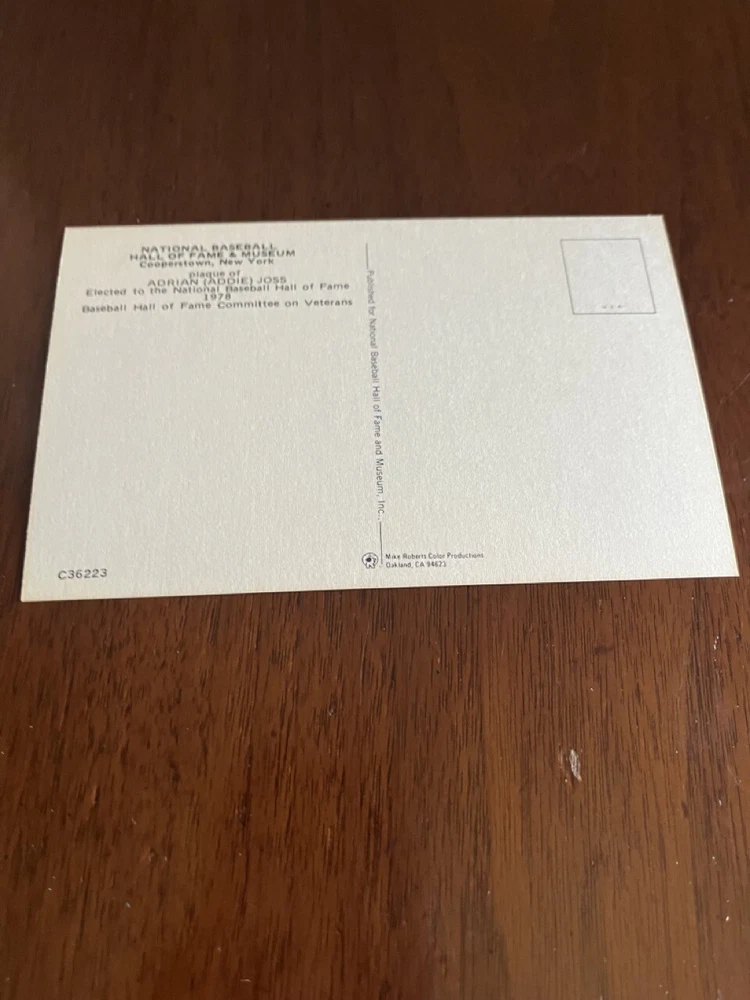 NATIONAL BASEBALL
HALL OF FAME & MUSEUM
Cooperstown, New York
plaque of
ADRIAN (ADDIE) JOSS
Elected to the National Baseball Hall of Fame
1978
Baseball Hall of Fame Committee on Veterans
Published for National Baseball Hall of Fame and Museum, Inc.
C36223
Mike Roberts Color Productions
Oakland, CA 94623